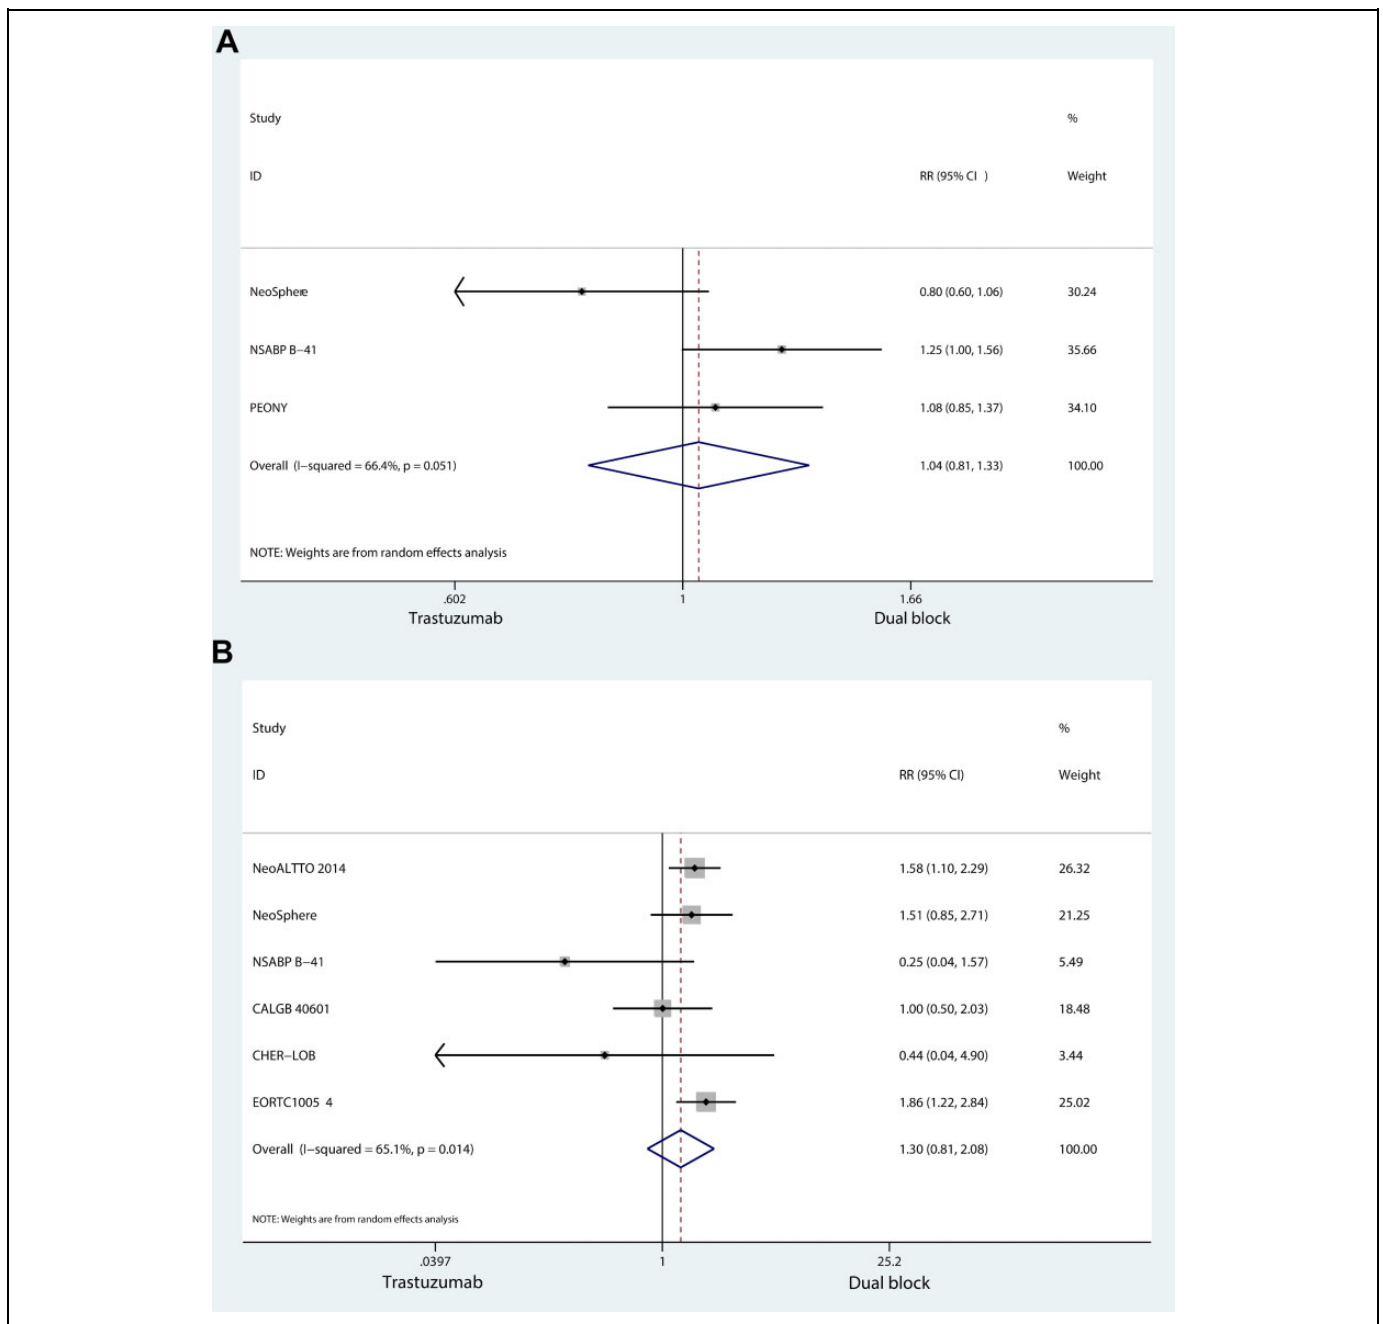 A
Study %
ID RR (95% CI ) Weight
NeoSphere 0.80 (0.60, 1.06) 30.24
NSABP B−41 1.25 (1.00, 1.56) 35.66
PEONY 1.08 (0.85, 1.37) 34.10
Overall (I−squared = 66.4%, p = 0.051) 1.04 (0.81, 1.33) 100.00
NOTE: Weights are from random effects analysis
.602 1 1.66
Trastuzumab Dual block
B
Study %
ID RR (95% CI) Weight
NeoALTTO 2014 1.58 (1.10, 2.29) 26.32
NeoSphere 1.51 (0.85, 2.71) 21.25
NSABP B−41 0.25 (0.04, 1.57) 5.49
CALGB 40601 1.00 (0.50, 2.03) 18.48
CHER−LOB 0.44 (0.04, 4.90) 3.44
EORTC1005 4 1.86 (1.22, 2.84) 25.02
Overall (I−squared = 65.1%, p = 0.014) 1.30 (0.81, 2.08) 100.00
NOTE: Weights are from random effects analysis
.0397 1 25.2
Trastuzumab Dual block